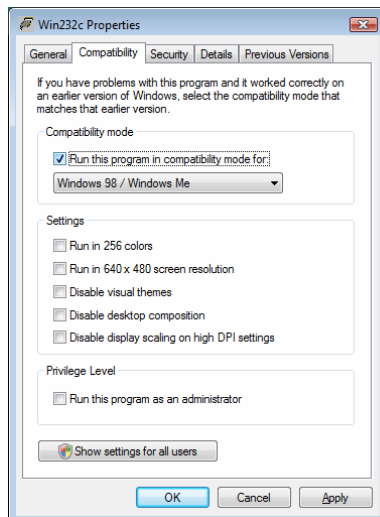 Win232c Properties
General Compatibility Security Details Previous Versions
If you have problems with this program and it worked correctly on
an earlier version of Windows, select the compatibility mode that
matches that earlier version.
Compatibility mode
Run this program in compatibility mode for:
Windows 98 / Windows Me
Settings
Run in 256 colors
Run in 640 x 480 screen resolution
Disable visual themes
Disable desktop composition
Disable display scaling on high DPI settings
Privilege Level
Run this program as an administrator
Show settings for all users
OK Cancel Apply